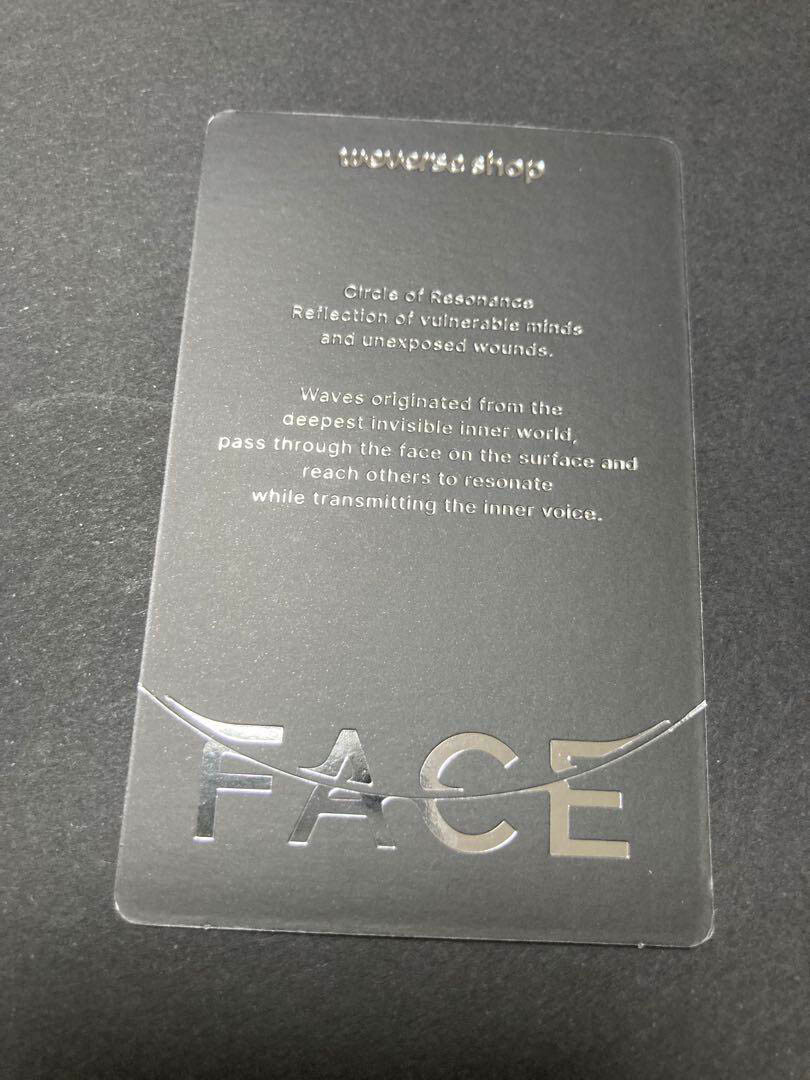 weverse shop
Circle of Resonance
Reflection of vulnerable minds
and unexposed wounds.
Waves originated from the
deepest invisible inner world,
pass through the face on the surface and
reach others to resonate
while transmitting the inner voice.
FACE